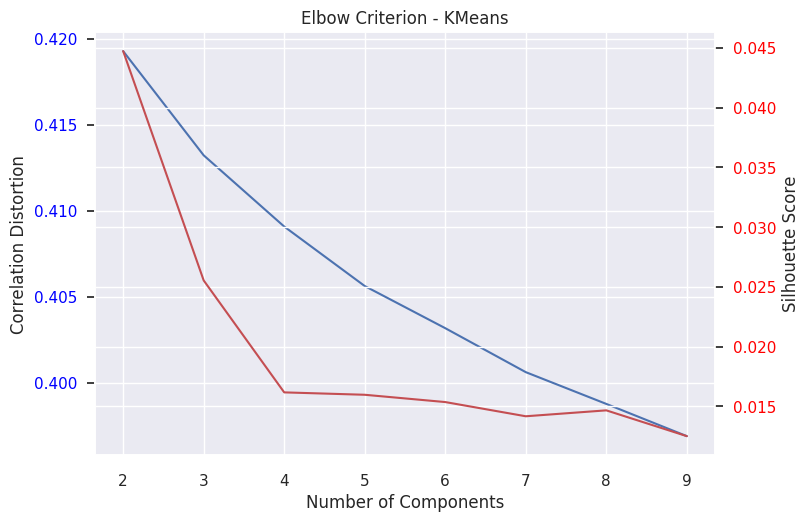 Elbow Criterion - KMeans
Correlation Distortion
0.420
0.415
0.410
0.405
0.400
0.045
0.040
0.035
0.030
0.025
0.020
0.015
Silhouette Score
2 3 4 5 6 7 8 9
Number of Components